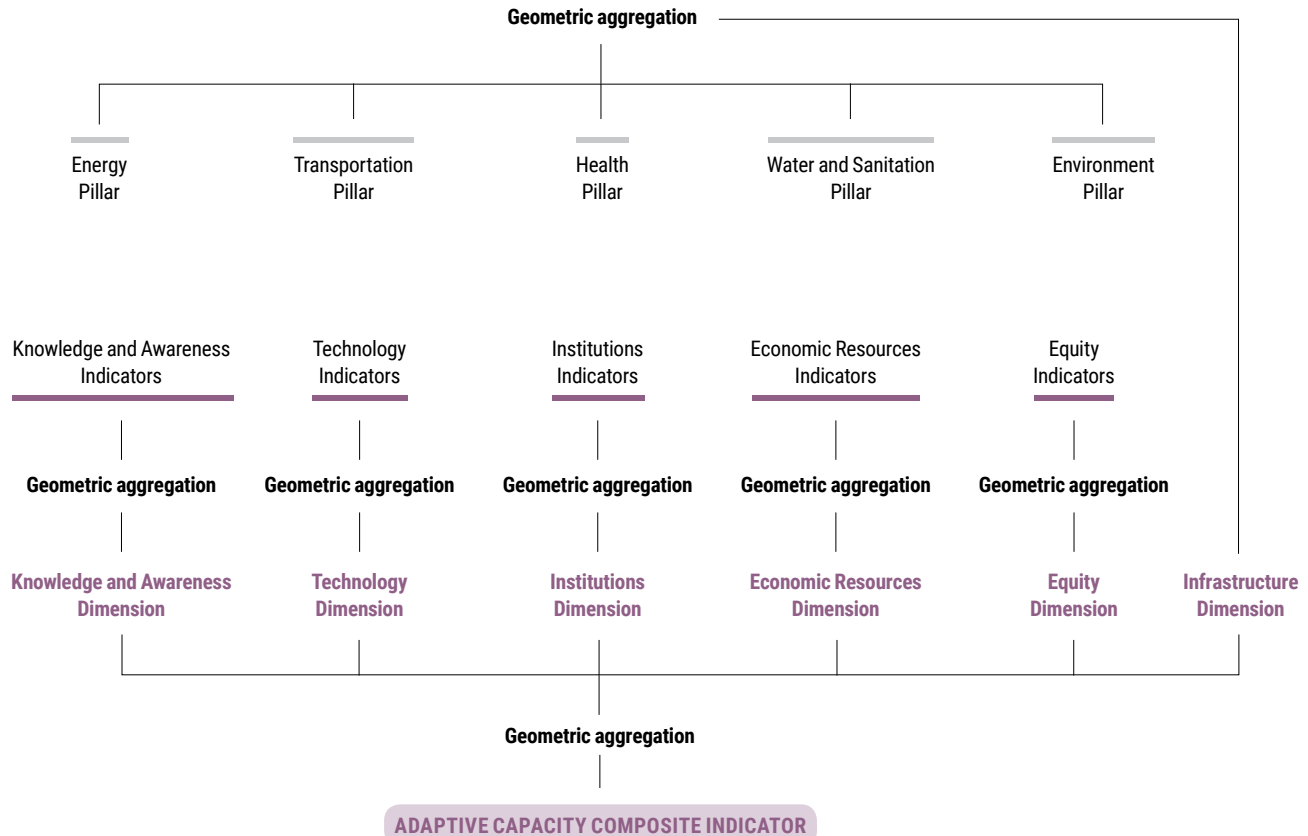 Geometric aggregation
Energy
Pillar
Transportation
Pillar
Health
Pillar
Water and Sanitation
Pillar
Environment
Pillar
Knowledge and Awareness
Indicators
Technology
Indicators
Institutions
Indicators
Economic Resources
Indicators
Equity
Indicators
Geometric aggregation
Geometric aggregation
Geometric aggregation
Geometric aggregation
Geometric aggregation
Knowledge and Awareness
Dimension
Technology
Dimension
Institutions
Dimension
Economic Resources
Dimension
Equity
Dimension
Infrastructure
Dimension
Geometric aggregation
ADAPTIVE CAPACITY COMPOSITE INDICATOR